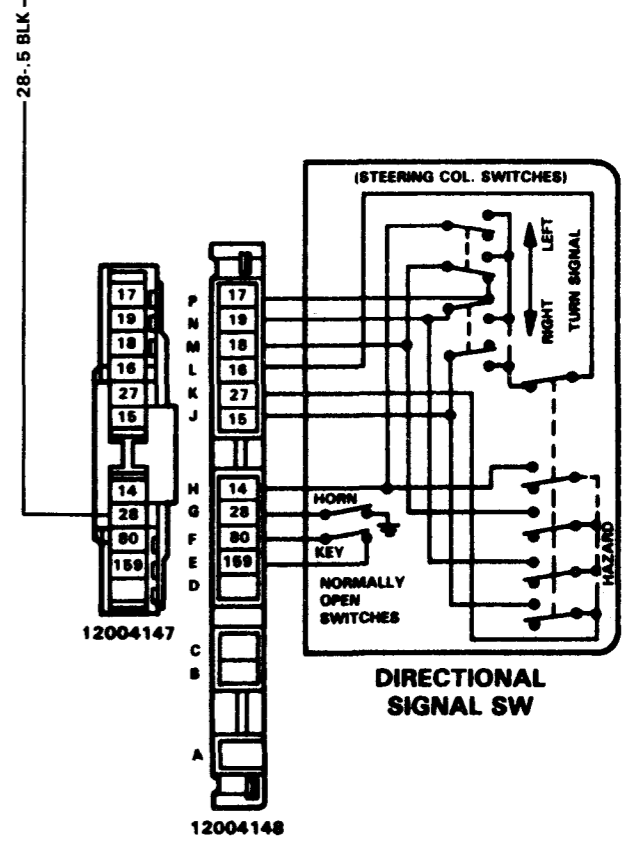 28-.5 BLK
(STEERING COL. SWITCHES)
LEFT
RIGHT
TURN SIGNAL
17
19
18
16
27
15
14
28
80
159
12004147
P
N
M
L
K
J
H
G
F
E
D
C
B
A
17
19
18
16
27
15
14
28
80
159
12004148
HORN
KEY
NORMALLY
OPEN
SWITCHES
HAZARD
DIRECTIONAL
SIGNAL SW